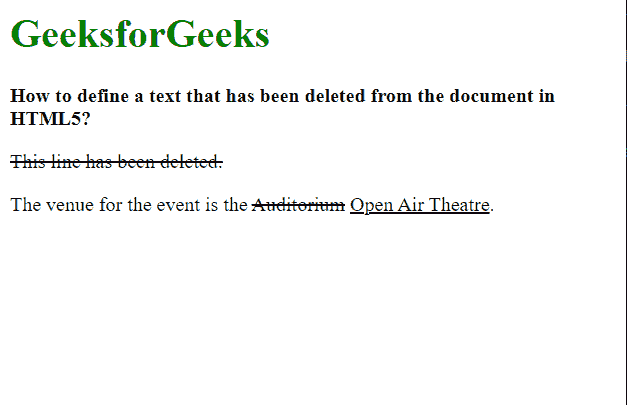 GeeksforGeeks
How to define a text that has been deleted from the document in
HTML5?
This line has been deleted.
The venue for the event is the Auditorium Open Air Theatre.